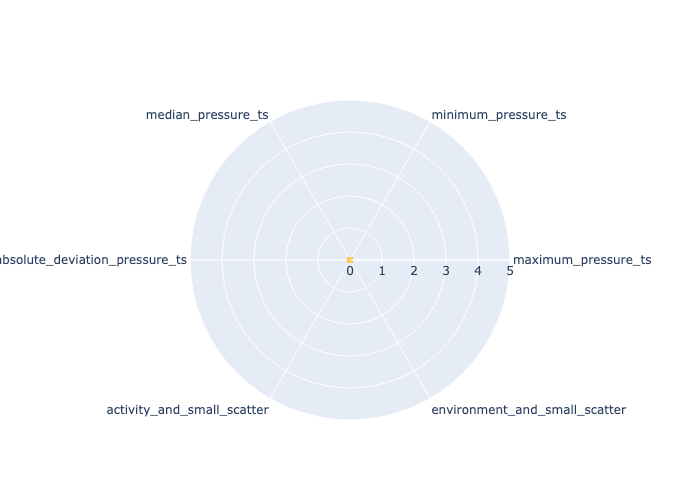 median_pressure_ts
minimum_pressure_ts
absolute_deviation_pressure_ts
maximum_pressure_ts
0 1 2 3 4 5
activity_and_small_scatter
environment_and_small_scatter